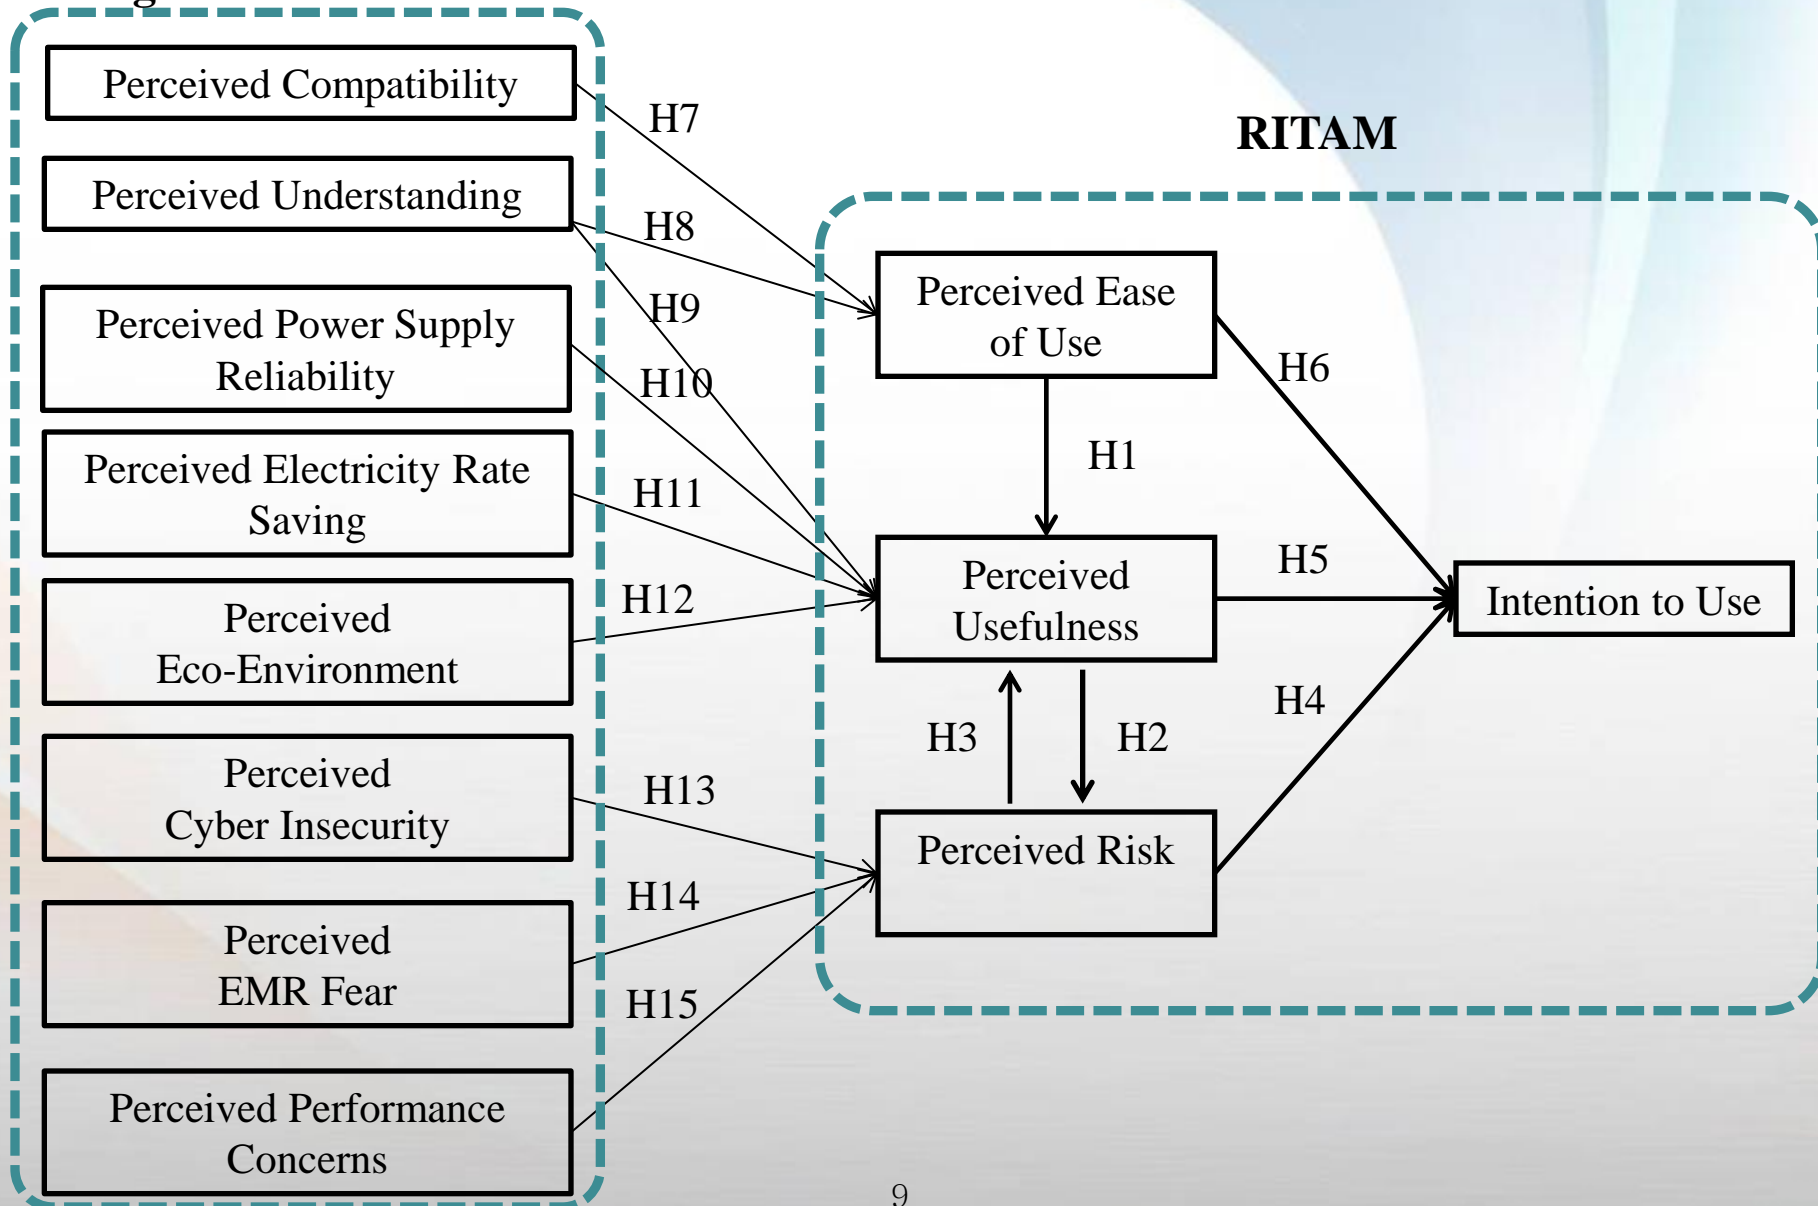 Perceived Compatibility
Perceived Understanding
Perceived Power Supply
Reliability
Perceived Electricity Rate
Saving
Perceived
Eco-Environment
Perceived
Cyber Insecurity
Perceived
EMR Fear
Perceived Performance
Concerns
H7
H8
H9
H10
H11
H12
H13
H14
H15
RITAM
Perceived Ease
of Use
H1
Perceived
Usefulness
H3
H2
Perceived Risk
H6
H5
H4
Intention to Use
9